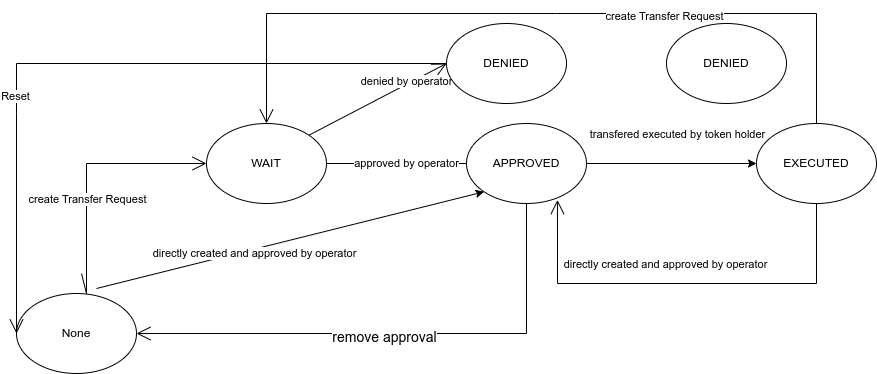 create Transfer Request
DENIED
DENIED
denied by operator
Reset
transfered executed by token holder
WAIT
approved by operator
APPROVED
EXECUTED
create Transfer Request
directly created and approved by operator
directly created and approved by operator
None
remove approval